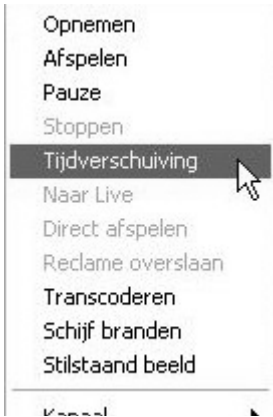 Opnemen
Afspelen
Pauze
Stoppen
Tijdverschuiving
Naar Live
Direct afspelen
Reclame overslaan
Transcoderen
Schijf branden
Stilstaand beeld
Kanaal